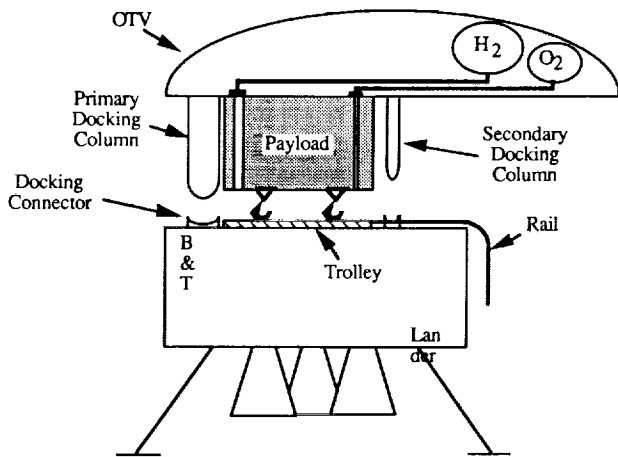 OTV
H2
O2
Primary
Docking
Column
Payload
Secondary
Docking
Column
Docking
Connector
B
&
T
Trolley
Rail
Lan
der